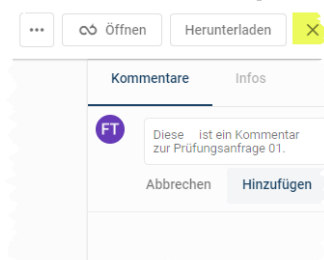 Öffnen Herunterladen
Kommentare Infos
FT
Diese ist ein Kommentar
zur Prüfungsanfrage 01.
Abbrechen Hinzufügen